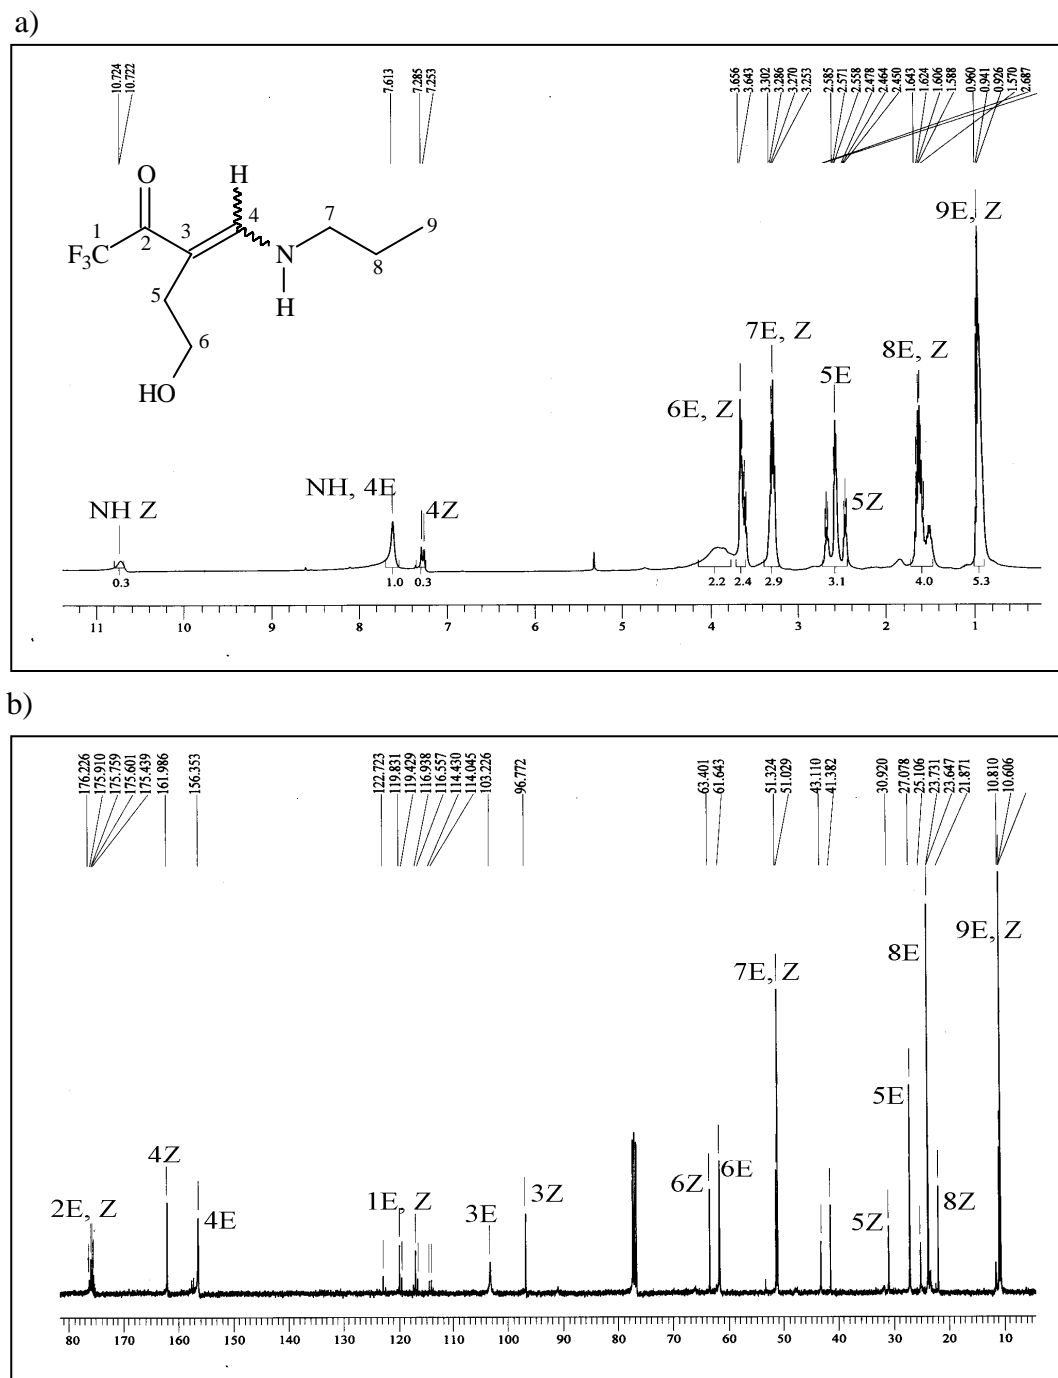 a)
10.724
10.722
7.613
7.285
7.253
3.656
3.643
3.302
3.286
3.270
3.253
2.585
2.571
2.558
2.478
2.464
2.450
1.643
1.624
1.606
1.588
0.960
0.941
0.926
1.570
2.687
O
H
1
2
3
4
7
9
F3C
N
8
5
H
6
HO
9E, Z
7E, Z
8E, Z
5E
6E, Z
NH, 4E
5Z
NH Z
4Z
0.3
1.0
0.3
2.2
2.4
2.9
3.1
4.0
5.3
11 10 9 8 7 6 5 4 3 2 1
b)
176.226
175.910
175.759
175.601
175.439
161.986
156.353
122.723
119.831
119.429
116.938
116.557
114.430
114.045
103.226
96.772
63.401
61.643
51.324
51.029
43.110
41.382
30.920
27.078
25.106
23.731
23.647
21.871
10.810
10.606
9E, Z
8E
7E, Z
5E
4Z
6Z
6E
2E, Z
4E
1E, Z
3E
3Z
5Z
8Z
80 170 160 150 140 130 120 110 100 90 80 70 60 50 40 30 20 10